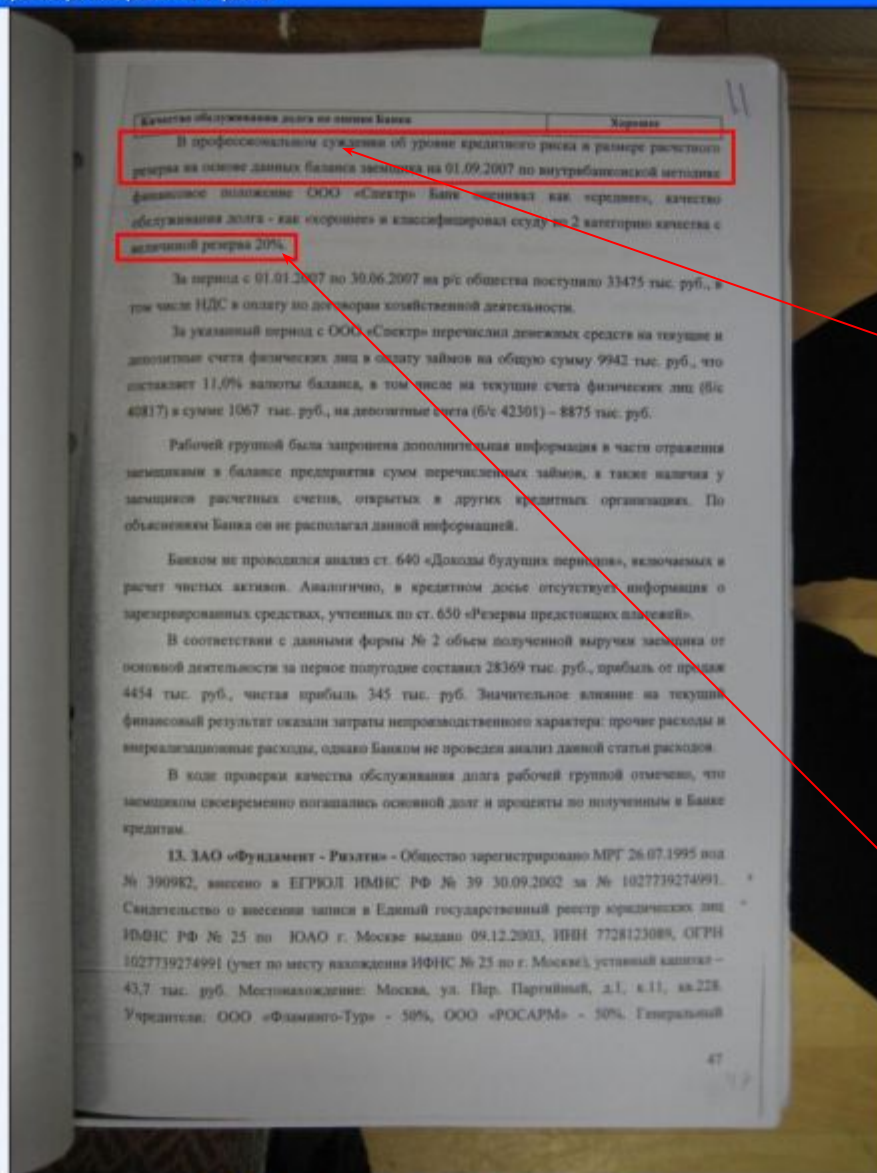 11
Качество обслуживания долга по оценке Банка Хорошее
В профессиональном суждении об уровне кредитного риска и размере расчетного
резерва на основе данных баланса заемщика на 01.09.2007 по внутрибанковской методике
финансовое положение ООО «Спектр» Банк оценивал как «среднее», качество
обслуживания долга - как «хорошее» и классифицировал ссуду во 2 категорию качества с
величиной резерва 20%.
За период с 01.01.2007 по 30.06.2007 на р/с общества поступило 33475 тыс. руб., в
том числе НДС в оплату по договорам хозяйственной деятельности.
За указанный период с ООО «Спектр» перечислил денежных средств на текущие и
депозитные счета физических лиц в оплату займов на общую сумму 9942 тыс. руб., что
составляет 11,0% валюты баланса, в том числе на текущие счета физических лиц (б/с
40817) в сумме 1067 тыс. руб., на депозитные счета (б/с 42301) – 8875 тыс. руб.
Рабочей группой была запрошена дополнительная информация в части отражения
заемщиками в балансе предприятия сумм перечисленных займов, а также наличия у
заемщиков расчетных счетов, открытых в других кредитных организациях. По
объяснениям Банка он не располагал данной информацией.
Банком не проводился анализ ст. 640 «Доходы будущих периодов», включаемых в
расчет чистых активов. Аналогично, в кредитном досье отсутствует информация о
зарезервированных средствах, учтенных по ст. 650 «Резервы предстоящих платежей».
В соответствии с данными формы № 2 объем полученной выручки заемщика от
основной деятельности за первое полугодие составил 28369 тыс. руб., прибыль от продаж
4454 тыс. руб., чистая прибыль 345 тыс. руб. Значительное влияние на текущий
финансовый результат оказали затраты непроизводственного характера: прочие расходы и
внереализационные расходы, однако Банком не проведен анализ данной статьи расходов.
В ходе проверки качества обслуживания долга рабочей группой отмечено, что
заемщиком своевременно погашались основной долг и проценты по полученным в Банке
кредитам.
13. ЗАО «Фундамент - Риэлти» - Общество зарегистрировано МРГ 26.07.1995 под
№ 390982, внесено в ЕГРЮЛ ИМНС РФ № 39 30.09.2002 за № 1027739274991.
Свидетельство о внесении записи в Единый государственный реестр юридических лиц
ИМНС РФ № 25 по ЮАО г. Москве выдано 09.12.2003, ИНН 7728123089, ОГРН
1027739274991 (учет по месту нахождения ИФНС № 25 по г. Москве), уставный капитал –
43,7 тыс. руб. Местонахождение: Москва, ул. Пер. Партийный, д.1, к.11, кв.228.
Учредители: ООО «Фламинго-Тур» - 50%, ООО «РОСАРМ» - 50%. Генеральный
47